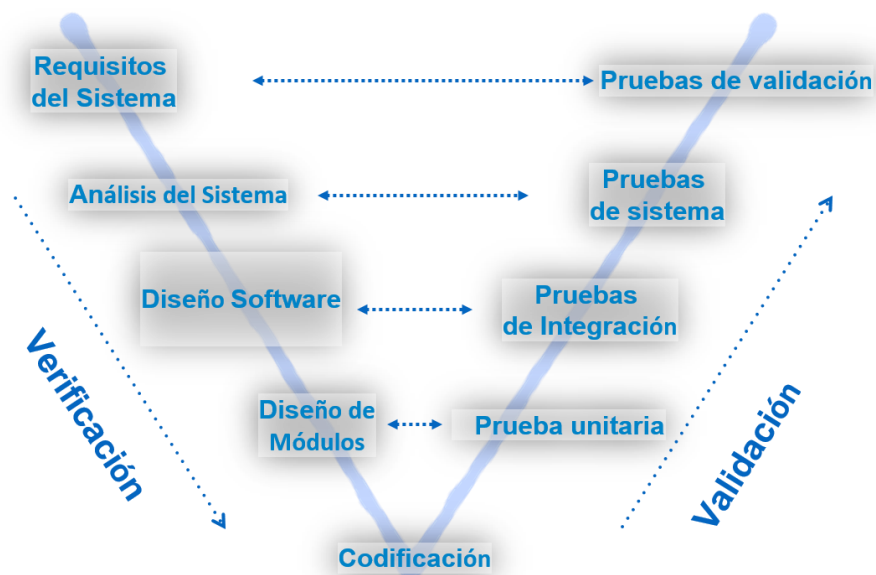 Requisitos
del Sistema
Pruebas de validación
Análisis del Sistema
Pruebas
de sistema
Diseño Software
Pruebas
de Integración
Verificación
Validación
Diseño de
Módulos
Prueba unitaria
Codificación